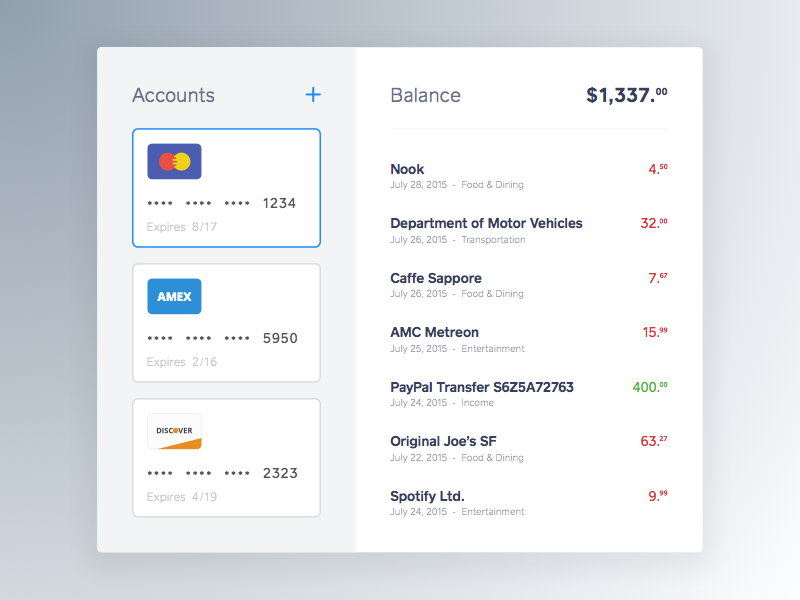 Accounts +
**** **** **** 1234
Expires 8/17
AMEX
**** **** **** 5950
Expires 2/16
DISCOVER
**** **** **** 2323
Expires 4/19
Balance $1,337.00
Nook 4.50
July 28, 2015 - Food & Dining
Department of Motor Vehicles 32.00
July 26, 2015 - Transportation
Caffe Sappore 7.67
July 26, 2015 - Food & Dining
AMC Metreon 15.99
July 25, 2015 - Entertainment
PayPal Transfer S6Z5A72763 400.00
July 24, 2015 - Income
Original Joe's SF 63.27
July 22, 2015 - Food & Dining
Spotify Ltd. 9.99
July 24, 2015 - Entertainment